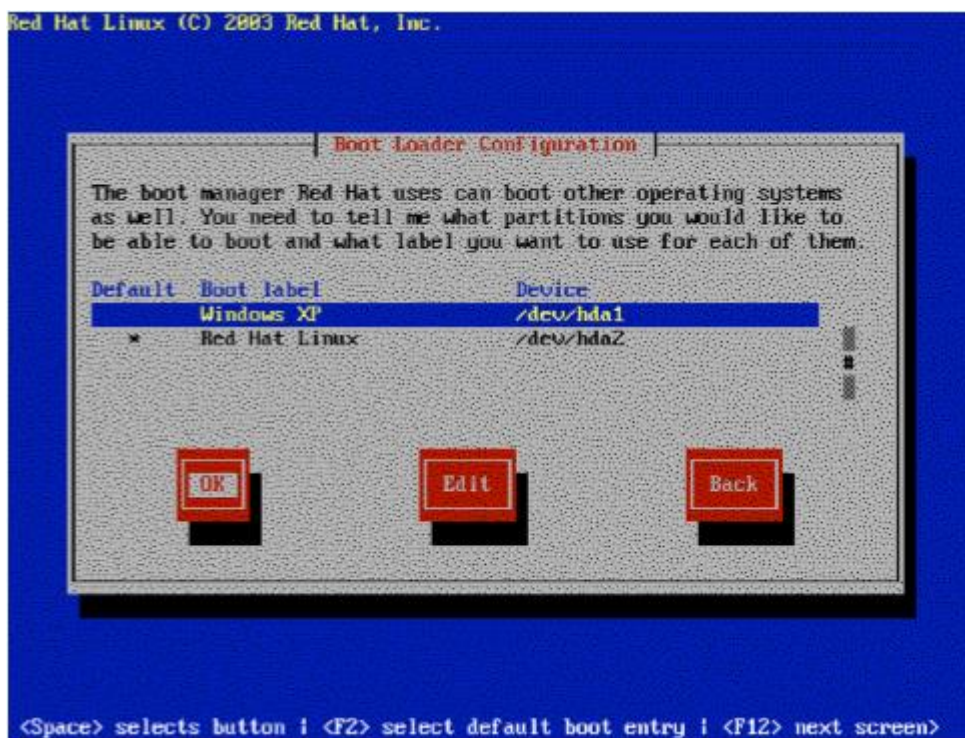 Red Hat Linux (C) 2003 Red Hat, Inc.
Boot Loader Configuration
The boot manager Red Hat uses can boot other operating systems
as well. You need to tell me what partitions you would like to
be able to boot and what label you want to use for each of them.
Default Boot label Device
Windows XP /dev/hda1
* Red Hat Linux /dev/hda2
#
OK Edit Back
<Space> selects button | <F2> select default boot entry | <F12> next screen>